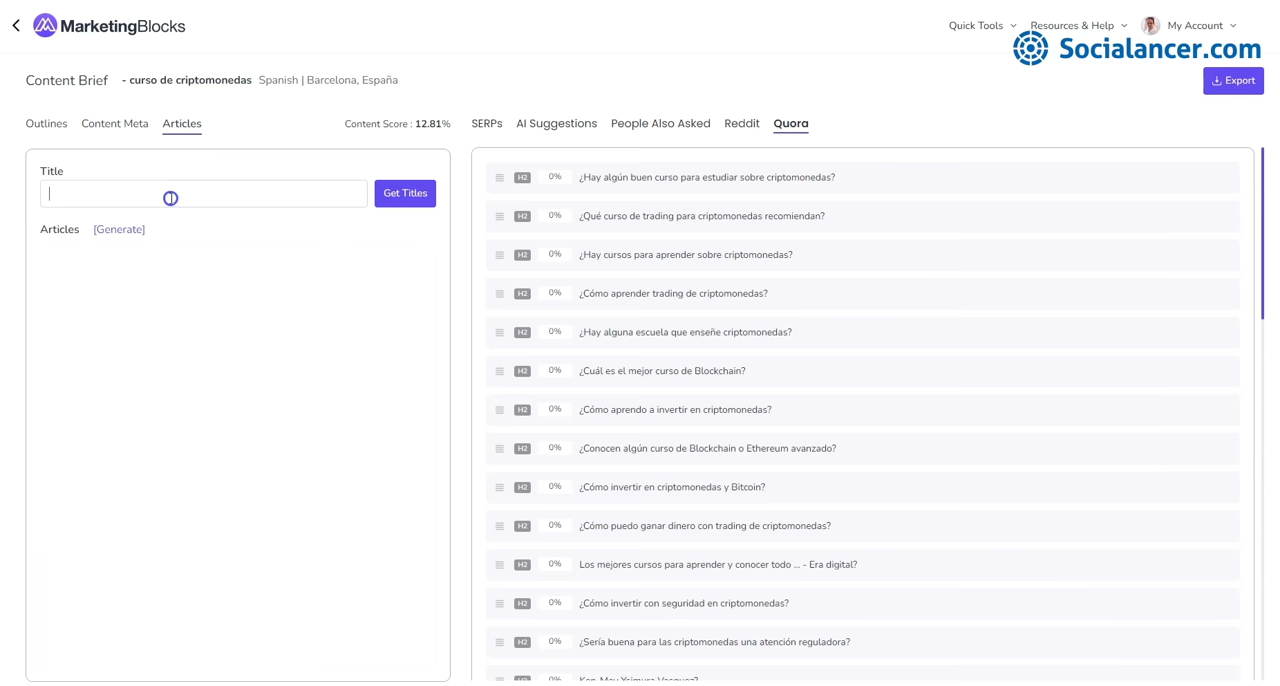 MarketingBlocks
Quick Tools
Resources & Help
My Account
Socialancer.com
Content Brief - curso de criptomonedas Spanish | Barcelona, España
Export
Outlines Content Meta Articles Content Score : 12.81%
SERPs AI Suggestions People Also Asked Reddit Quora
Title
Get Titles
Articles [Generate]
H2 0% ¿Hay algún buen curso para estudiar sobre criptomonedas?
H2 0% ¿Qué curso de trading para criptomonedas recomiendan?
H2 0% ¿Hay cursos para aprender sobre criptomonedas?
H2 0% ¿Cómo aprender trading de criptomonedas?
H2 0% ¿Hay alguna escuela que enseñe criptomonedas?
H2 0% ¿Cuál es el mejor curso de Blockchain?
H2 0% ¿Cómo aprendo a invertir en criptomonedas?
H2 0% ¿Conocen algún curso de Blockchain o Ethereum avanzado?
H2 0% ¿Cómo invertir en criptomonedas y Bitcoin?
H2 0% ¿Cómo puedo ganar dinero con trading de criptomonedas?
H2 0% Los mejores cursos para aprender y conocer todo ... - Era digital?
H2 0% ¿Cómo invertir con seguridad en criptomonedas?
H2 0% ¿Sería buena para las criptomonedas una atención reguladora?